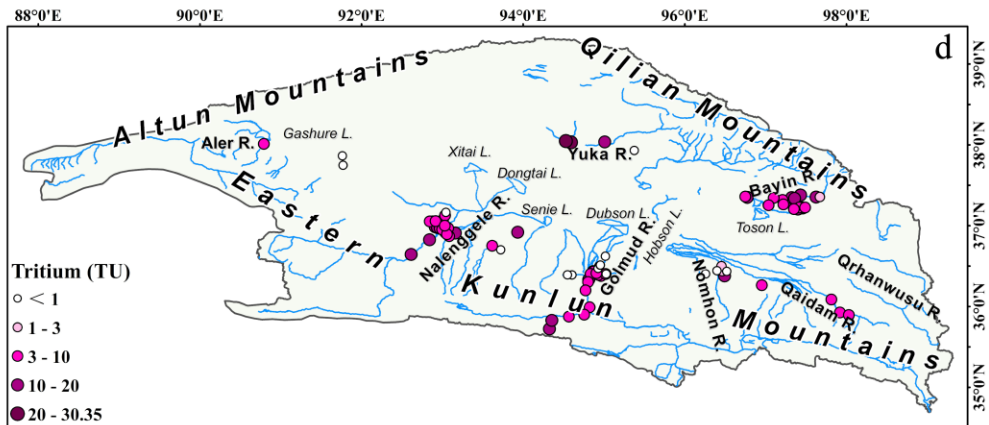 88°0'E 90°0'E 92°0'E 94°0'E 96°0'E 98°0'E
d
39°0'N
38°0'N
37°0'N
36°0'N
35°0'N
Altun Mountains
Qilian Mountains
Aler R.
Gashure L.
Yuka R.
Xitai L.
Dongtai L.
Bayin R.
Eastern Kunlun Mountains
Senie L.
Dubson L.
Hobson L.
Toson L.
Nalenggele R.
Golmud R.
Nomhon R.
Qaidam R.
Qrhanwusu R.
Tritium (TU)
< 1
1 - 3
3 - 10
10 - 20
20 - 30.35